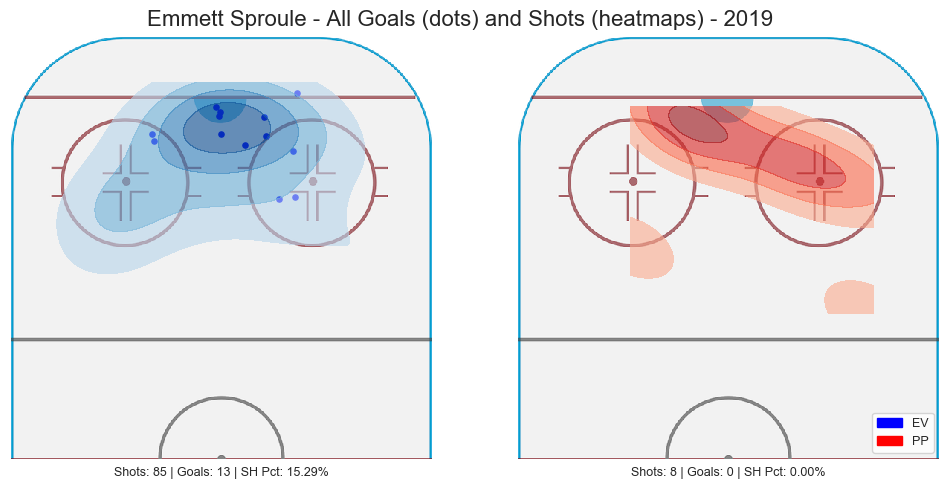 Emmett Sproule - All Goals (dots) and Shots (heatmaps) - 2019
EV
PP
Shots: 85 | Goals: 13 | SH Pct: 15.29%
Shots: 8 | Goals: 0 | SH Pct: 0.00%